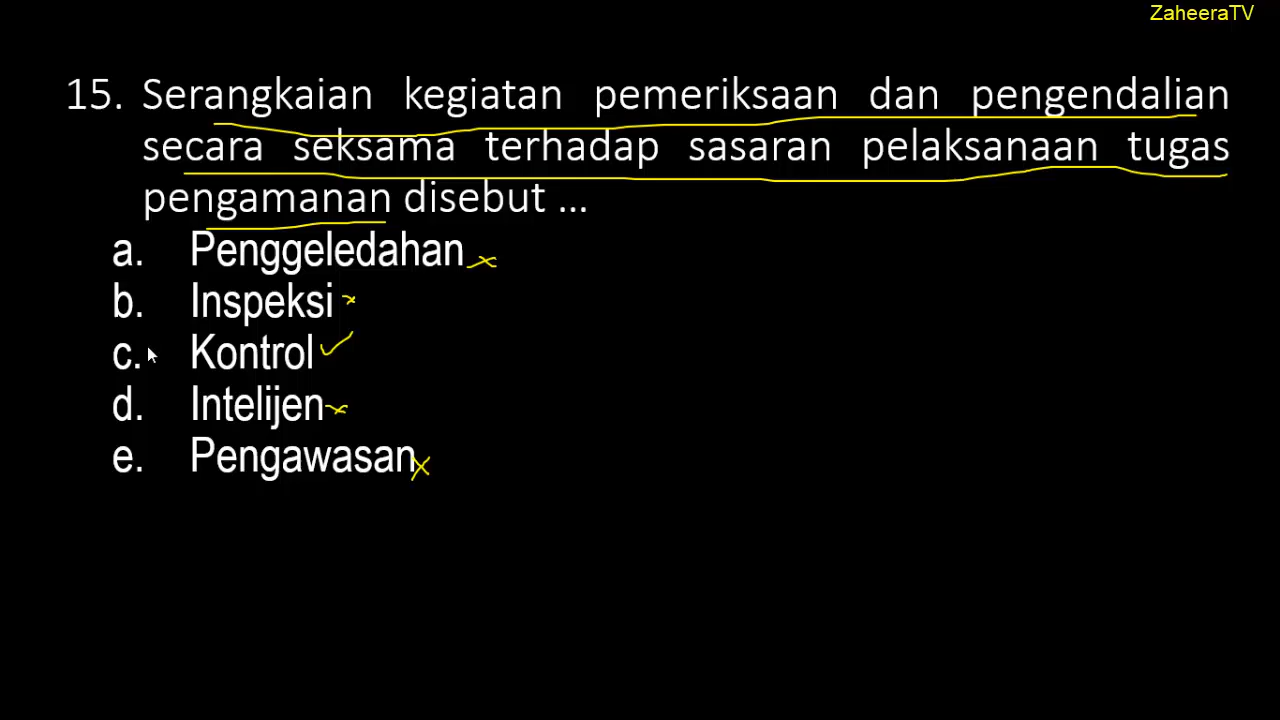 ZaheeraTV
15. Serangkaian kegiatan pemeriksaan dan pengendalian
secara seksama terhadap sasaran pelaksanaan tugas
pengamanan disebut ...
a. Penggeledahan
b. Inspeksi
c. Kontrol
d. Intelijen
e. Pengawasan